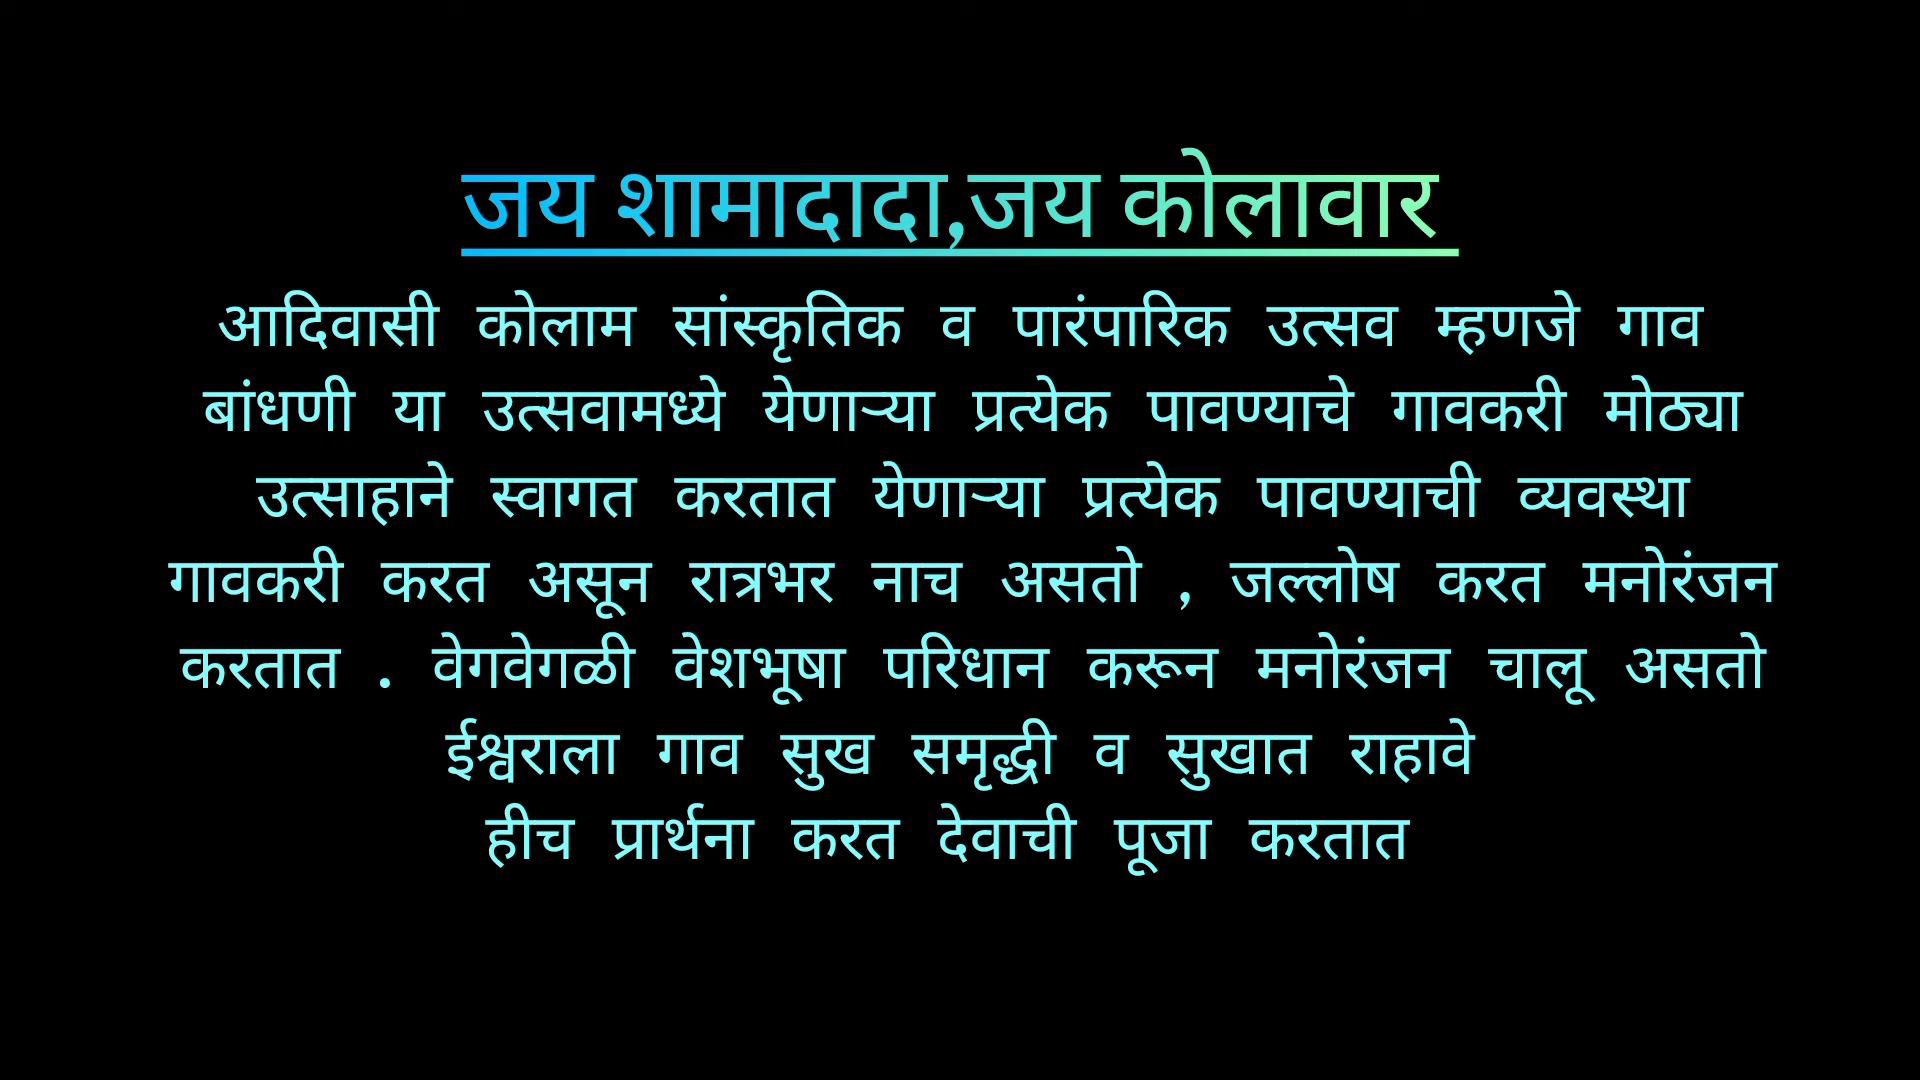 जय शामादादा,जय कोलावार
आदिवासी कोलाम सांस्कृतिक व पारंपारिक उत्सव म्हणजे गाव
बांधणी या उत्सवामध्ये येणाऱ्या प्रत्येक पावण्याचे गावकरी मोठ्या
उत्साहाने स्वागत करतात येणाऱ्या प्रत्येक पावण्याची व्यवस्था
गावकरी करत असून रात्रभर नाच असतो , जल्लोष करत मनोरंजन
करतात . वेगवेगळी वेशभूषा परिधान करून मनोरंजन चालू असतो
ईश्वराला गाव सुख समृद्धी व सुखात राहावे
हीच प्रार्थना करत देवाची पूजा करतात